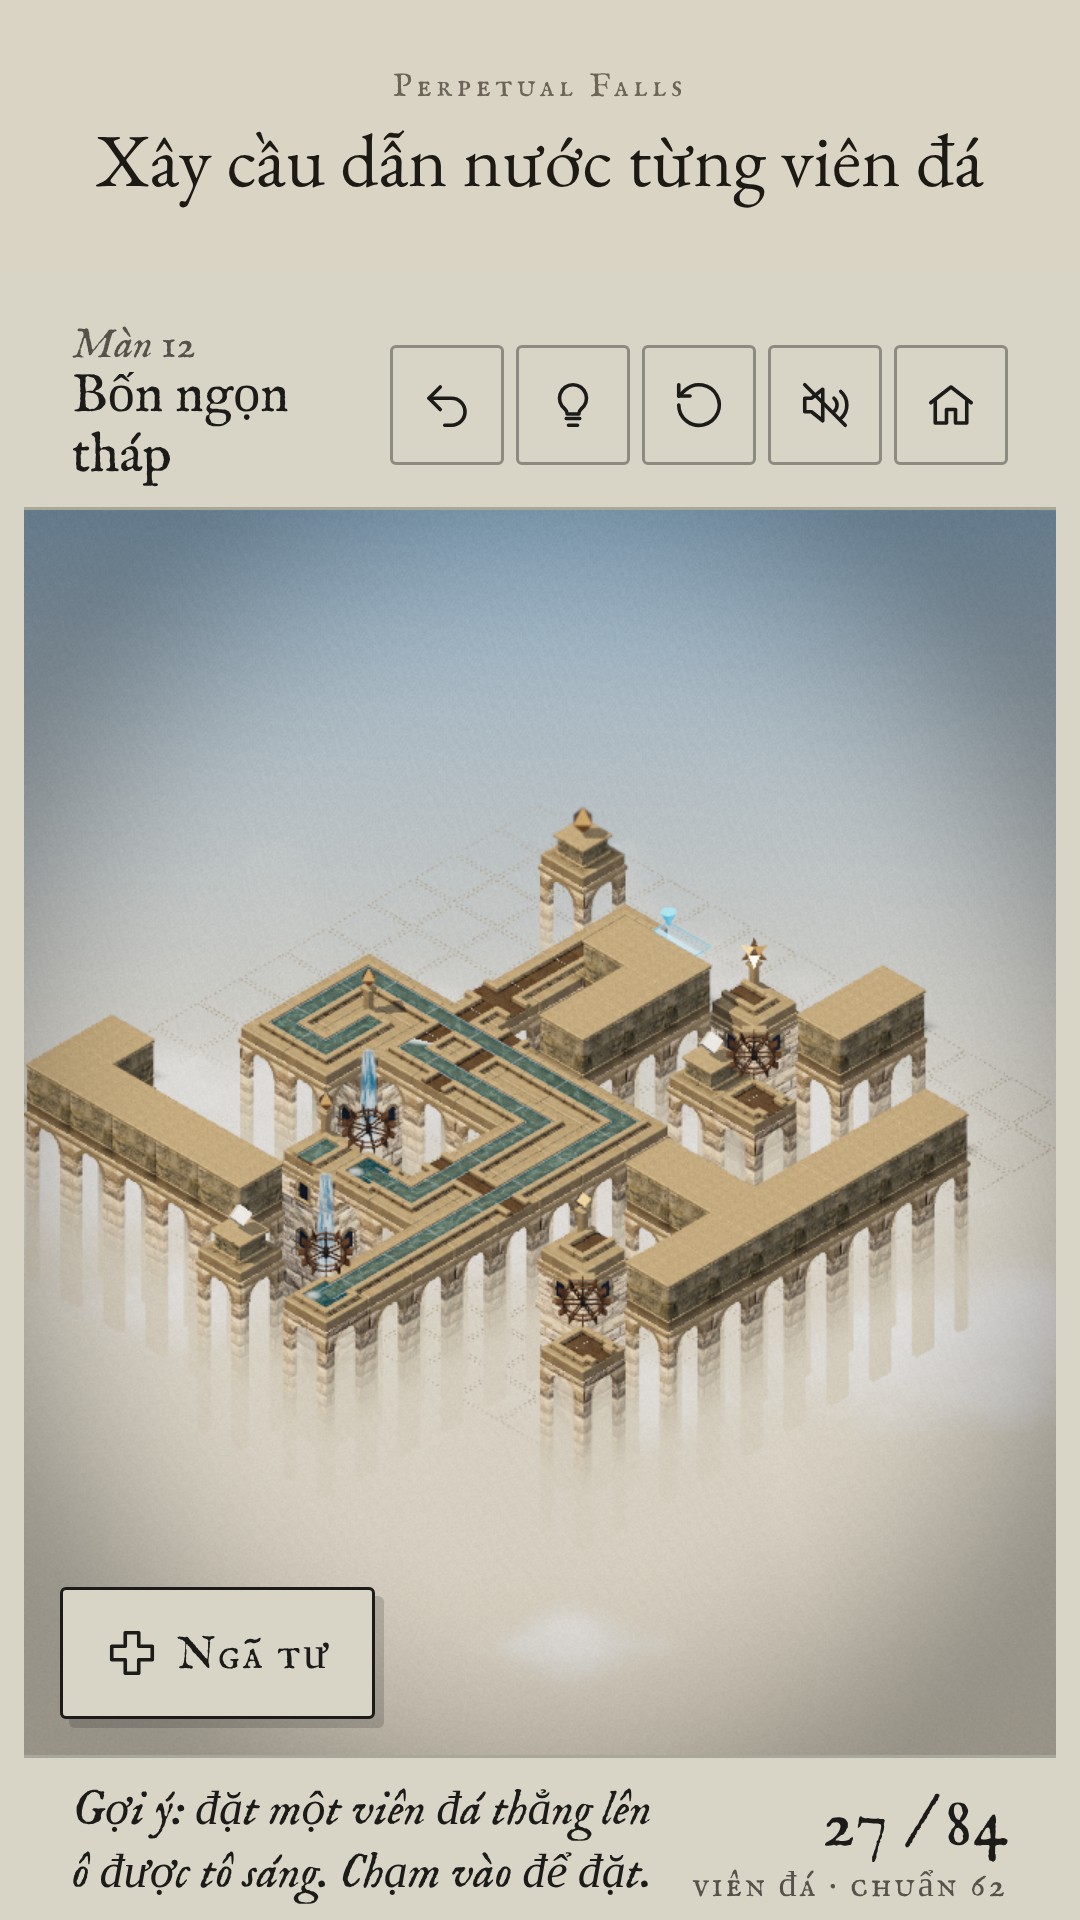 Perpetual Falls
Xây cầu dẫn nước từng viên đá
Màn 12
Bốn ngọn
tháp
Ngã tư
Gợi ý: đặt một viên đá thẳng lên
ô được tô sáng. Chạm vào để đặt.
27 / 84
viên đá · chuẩn 62